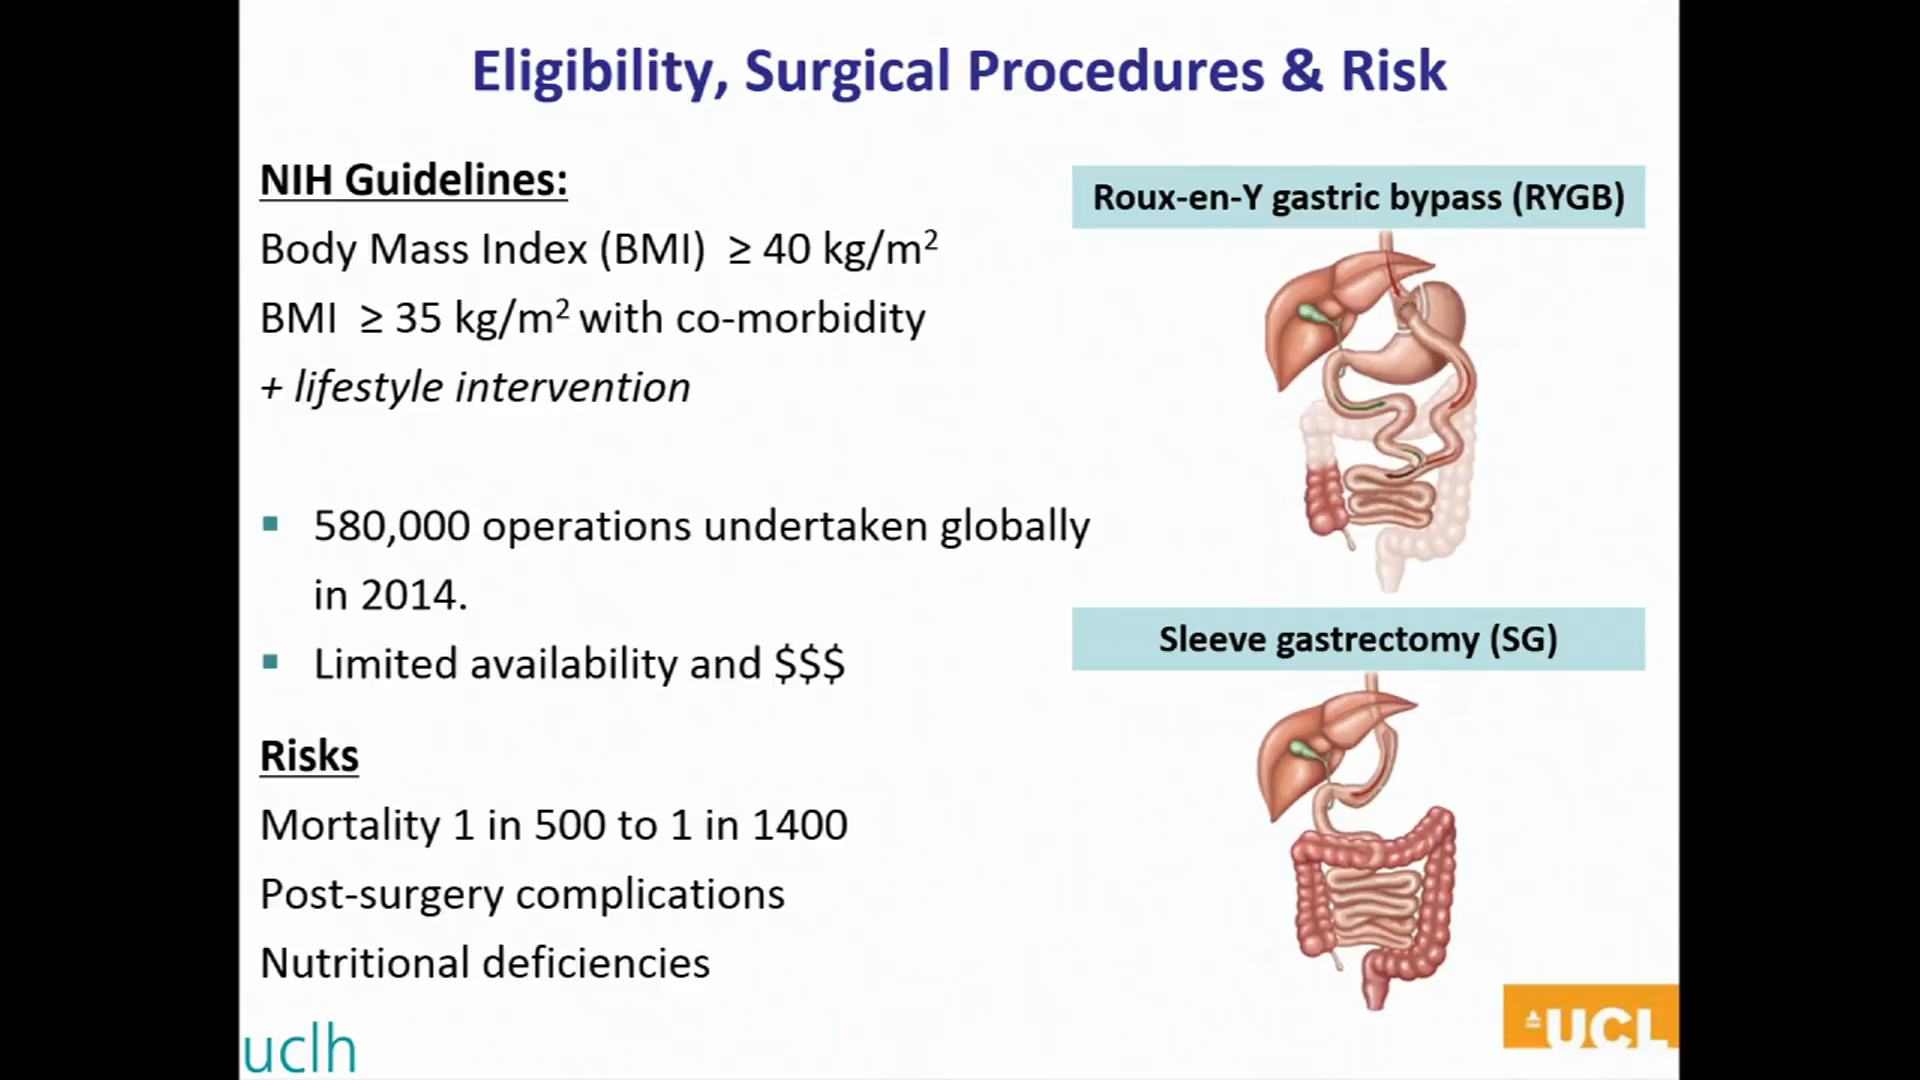 Eligibility, Surgical Procedures & Risk
NIH Guidelines:
Body Mass Index (BMI) ≥ 40 kg/m²
BMI ≥ 35 kg/m² with co-morbidity
+ lifestyle intervention
▪ 580,000 operations undertaken globally
in 2014.
▪ Limited availability and $$$
Risks
Mortality 1 in 500 to 1 in 1400
Post-surgery complications
Nutritional deficiencies
Roux-en-Y gastric bypass (RYGB)
Sleeve gastrectomy (SG)
uclh
UCL